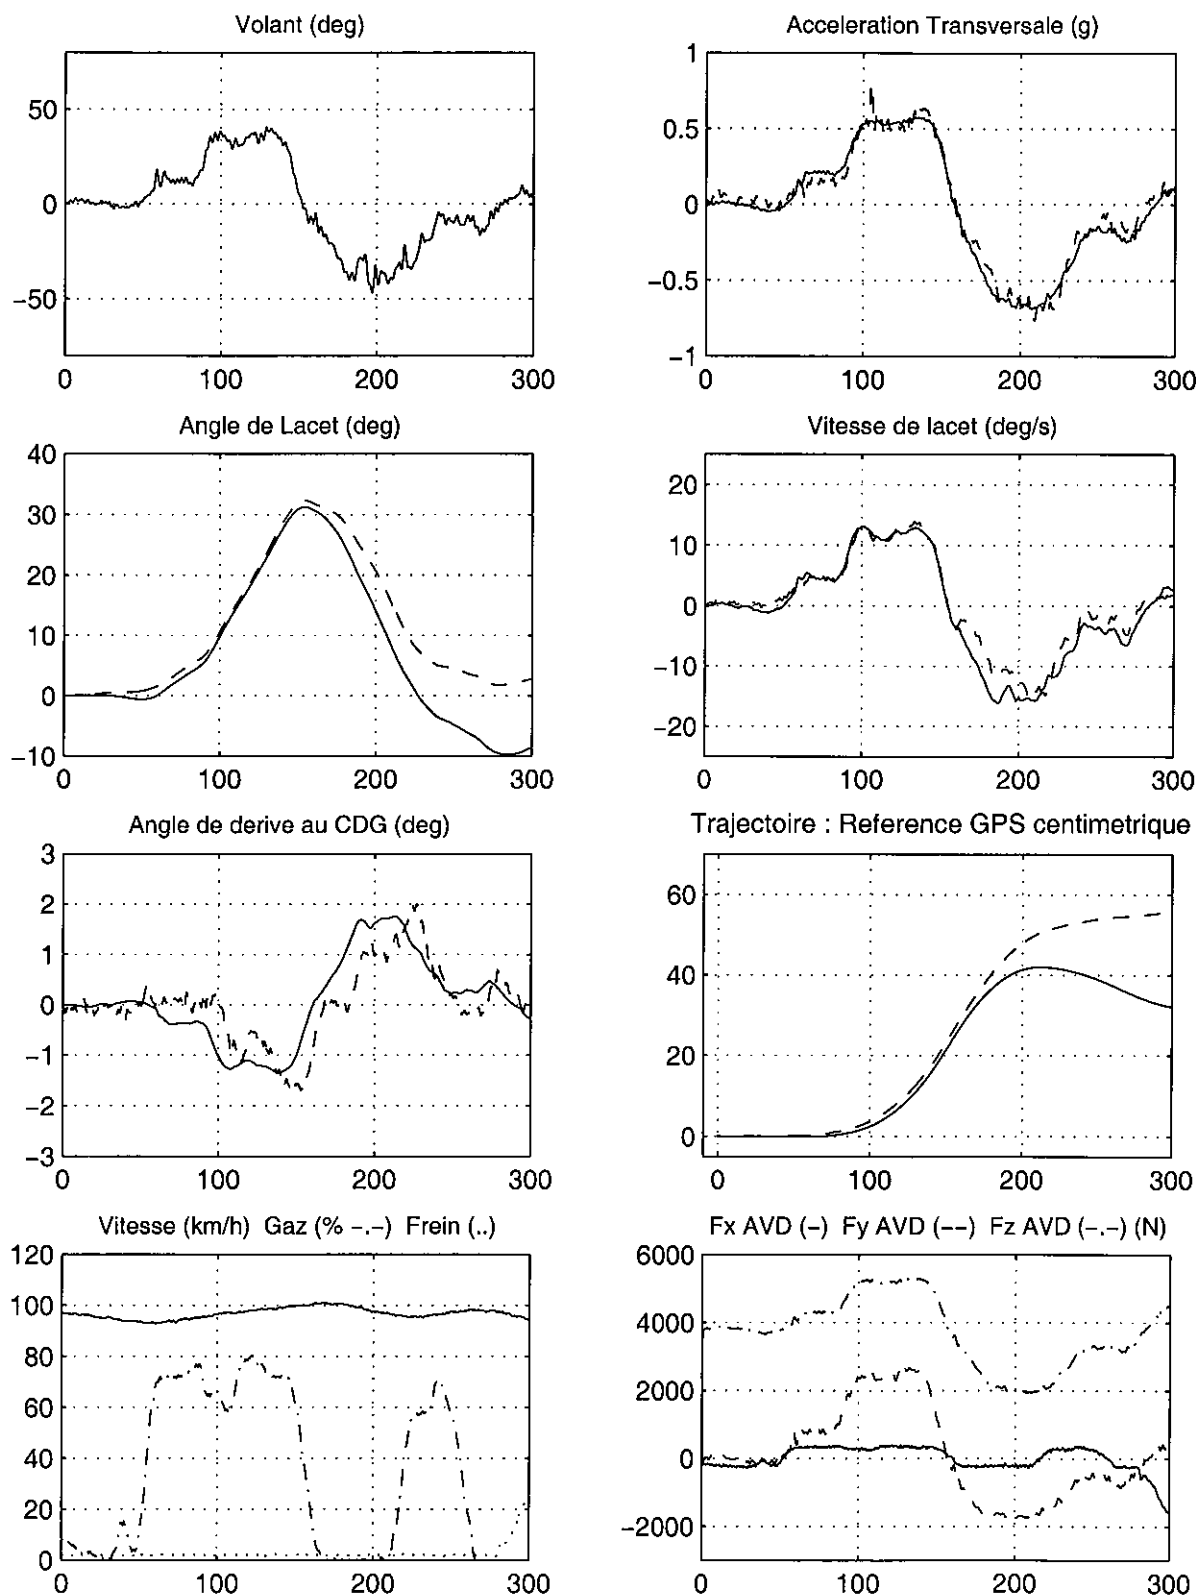 Volant (deg)
50
0
−50
0 100 200 300
Acceleration Transversale (g)
1
0.5
0
−0.5
−1
0 100 200 300
Angle de Lacet (deg)
40
30
20
10
0
−10
0 100 200 300
Vitesse de lacet (deg/s)
20
10
0
−10
−20
0 100 200 300
Angle de derive au CDG (deg)
3
2
1
0
−1
−2
−3
0 100 200 300
Trajectoire : Reference GPS centimetrique
60
40
20
0
0 100 200 300
Vitesse (km/h) Gaz (% −.−) Frein (..)
120
100
80
60
40
20
0
0 100 200 300
Fx AVD (−) Fy AVD (−−) Fz AVD (−.−) (N)
6000
4000
2000
0
−2000
0 100 200 300